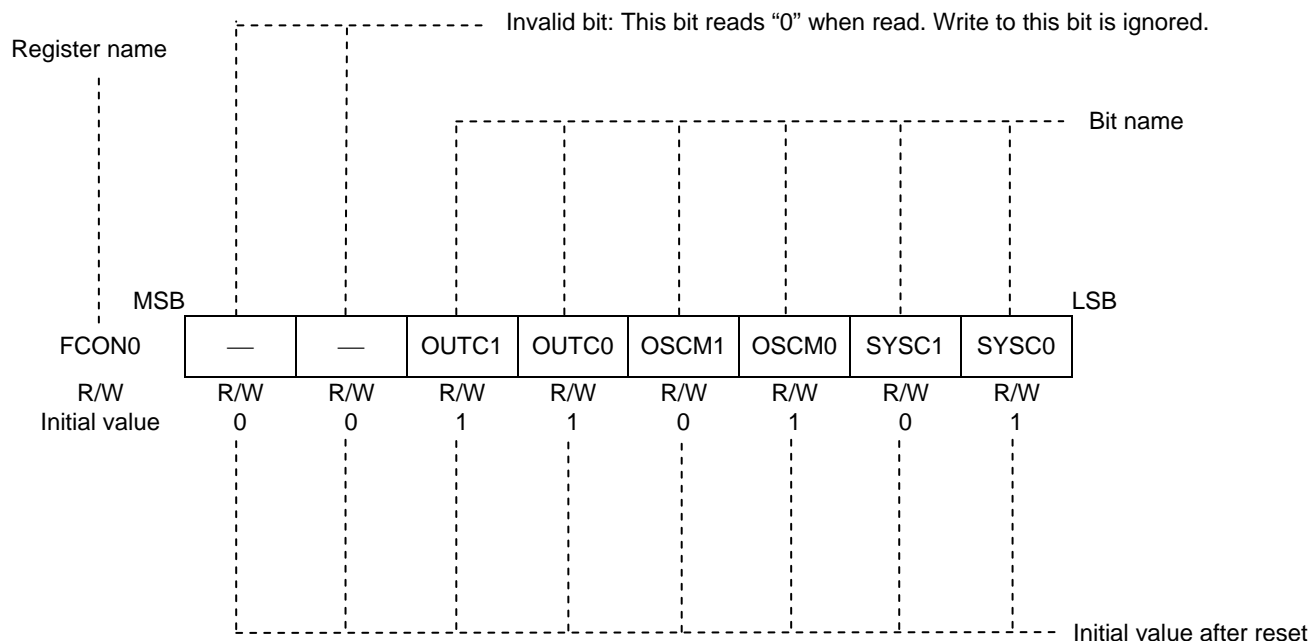 Invalid bit: This bit reads “0” when read. Write to this bit is ignored.
Register name
Bit name
MSB LSB
FCON0 — — OUTC1 OUTC0 OSCM1 OSCM0 SYSC1 SYSC0
R/W R/W R/W R/W R/W R/W R/W R/W R/W
Initial value 0 0 1 1 0 1 0 1
Initial value after reset